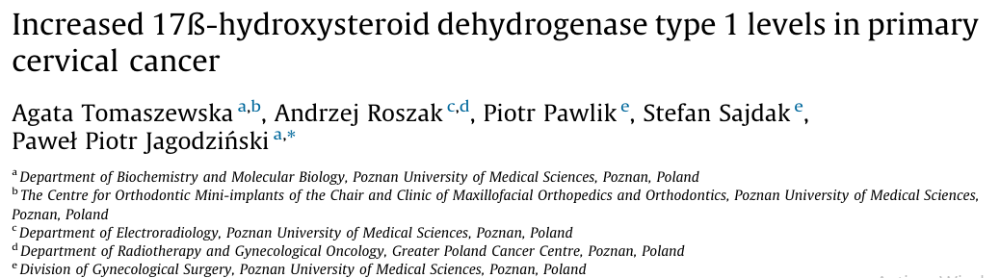 Increased 17ß-hydroxysteroid dehydrogenase type 1 levels in primary
cervical cancer
Agata Tomaszewska a,b, Andrzej Roszak c,d, Piotr Pawlik e, Stefan Sajdak e,
Paweł Piotr Jagodziński a,*
a Department of Biochemistry and Molecular Biology, Poznan University of Medical Sciences, Poznan, Poland
b The Centre for Orthodontic Mini-implants of the Chair and Clinic of Maxillofacial Orthopedics and Orthodontics, Poznan University of Medical Sciences,
Poznan, Poland
c Department of Electroradiology, Poznan University of Medical Sciences, Poznan, Poland
d Department of Radiotherapy and Gynecological Oncology, Greater Poland Cancer Centre, Poznan, Poland
e Division of Gynecological Surgery, Poznan University of Medical Sciences, Poznan, Poland